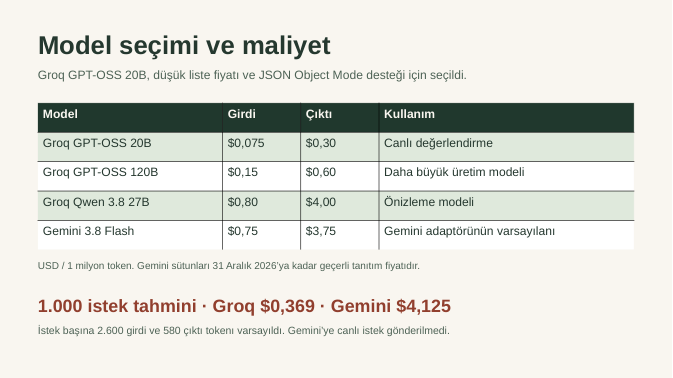 Model seçimi ve maliyet
Groq GPT-OSS 20B, düşük liste fiyatı ve JSON Object Mode desteği için seçildi.
Model Girdi Çıktı Kullanım
Groq GPT-OSS 20B $0,075 $0,30 Canlı değerlendirme
Groq GPT-OSS 120B $0,15 $0,60 Daha büyük üretim modeli
Groq Qwen 3.8 27B $0,80 $4,00 Önizleme modeli
Gemini 3.8 Flash $0,75 $3,75 Gemini adaptörünün varsayılanı
USD / 1 milyon token. Gemini sütunları 31 Aralık 2026'ya kadar geçerli tanıtım fiyatıdır.
1.000 istek tahmini · Groq $0,369 · Gemini $4,125
İstek başına 2.600 girdi ve 580 çıktı tokenı varsayıldı. Gemini'ye canlı istek gönderilmedi.